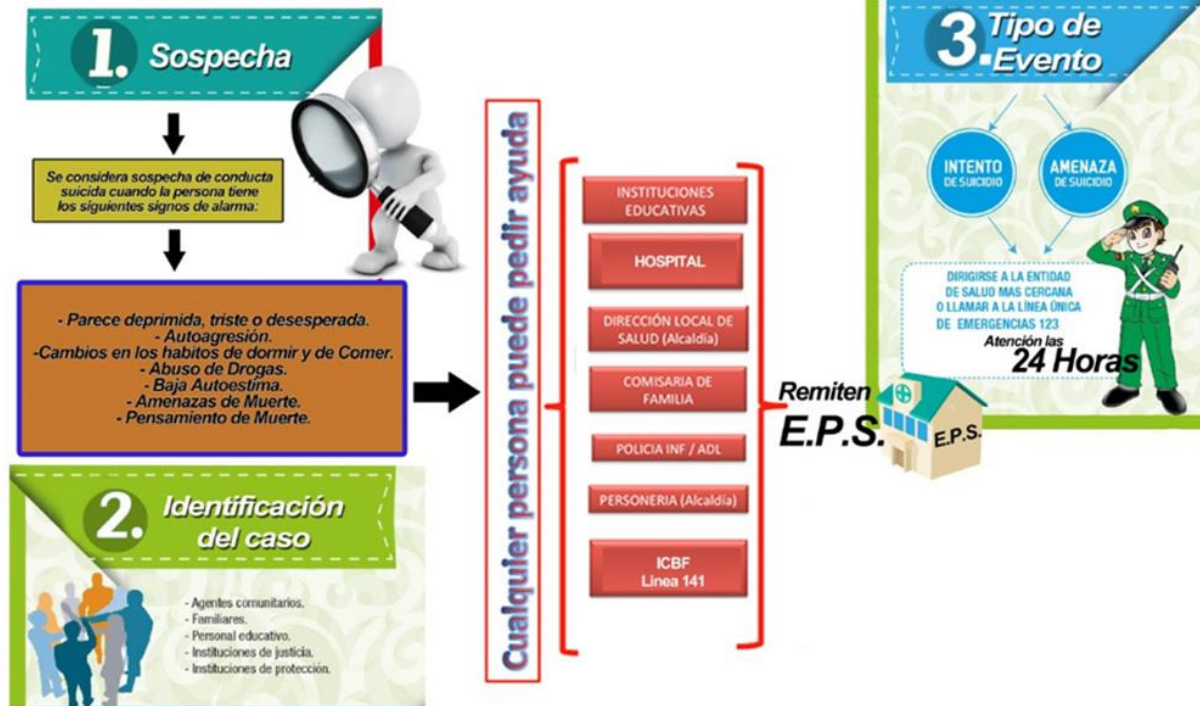 1. Sospecha
Se considera sospecha de conducta
suicida cuando la persona tiene
los siguientes signos de alarma:
- Parece deprimida, triste o desesperada.
- Autoagresión.
-Cambios en los habitos de dormir y de Comer.
- Abuso de Drogas.
- Baja Autoestima.
- Amenazas de Muerte.
- Pensamiento de Muerte.
2. Identificación
del caso
- Agentes comunitarios.
- Familiares.
- Personal educativo.
- Instituciones de justicia.
- Instituciones de protección.
Cualquier persona puede pedir ayuda
INSTITUCIONES
EDUCATIVAS
HOSPITAL
DIRECCIÓN LOCAL DE
SALUD (Alcaldía)
COMISARIA DE
FAMILIA
POLICIA INF / ADL
PERSONERIA (Alcaldía)
ICBF
Linea 141
Remiten
E.P.S.
E.P.S.
3. Tipo de
Evento
INTENTO
DE SUICIDIO
AMENAZA
DE SUICIDIO
DIRIGIRSE A LA ENTIDAD
DE SALUD MAS CERCANA
O LLAMAR A LA LÍNEA ÚNICA
DE EMERGENCIAS 123
Atención las
24 Horas